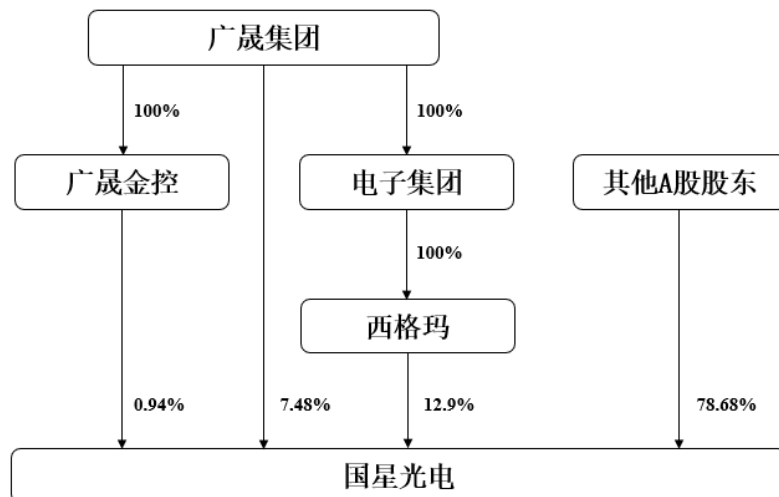 广晟集团
100%
100%
广晟金控
电子集团
其他A股股东
100%
西格玛
0.94%
7.48%
12.9%
78.68%
国星光电